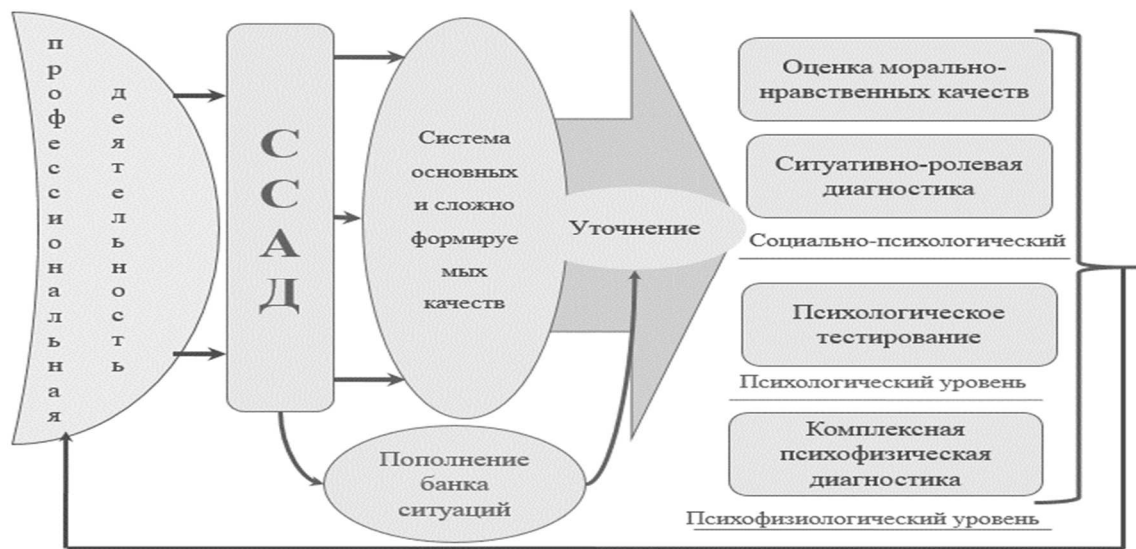 профессиональная
деятельность
ССАД
Система
основных
и сложно
формируе
мых
качеств
Уточнение
Пополнение
банка
ситуаций
Оценка морально-
нравственных качеств
Ситуативно-ролевая
диагностика
Социально-психологический
Психологическое
тестирование
Психологический уровень
Комплексная
психофизическая
диагностика
Психофизиологический уровень